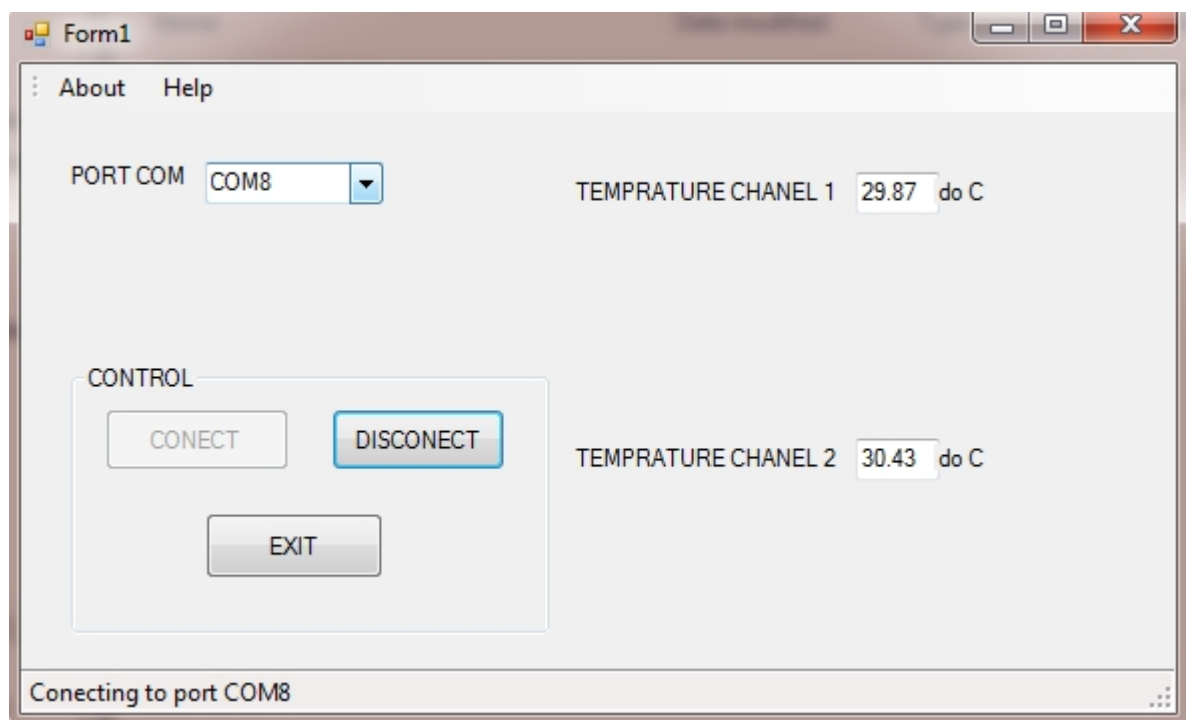 Form1
About Help
PORT COM COM8
TEMPRATURE CHANEL 1 29.87 do C
CONTROL
CONECT DISCONECT
EXIT
TEMPRATURE CHANEL 2 30.43 do C
Conecting to port COM8